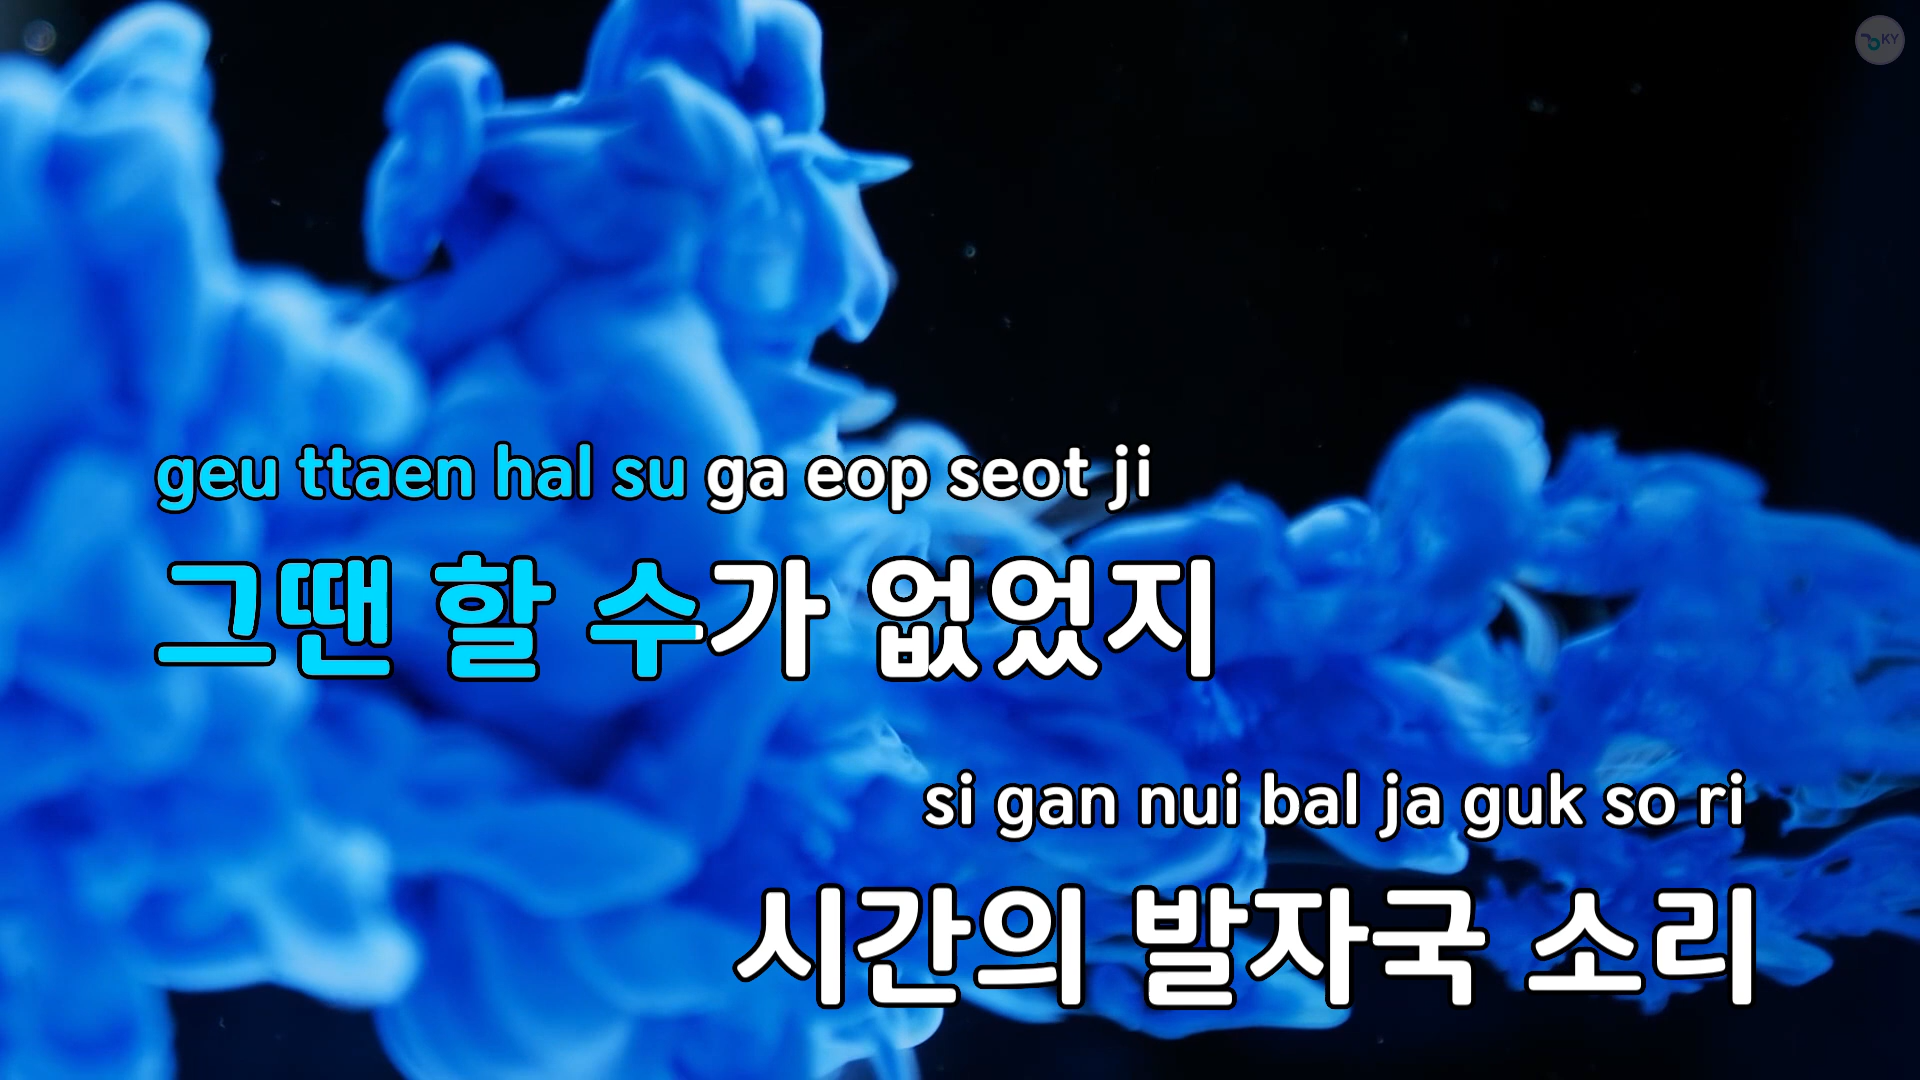 KY
geu ttaen hal su ga eop seot ji
그땐 할 수가 없었지
si gan nui bal ja guk so ri
시간의 발자국 소리